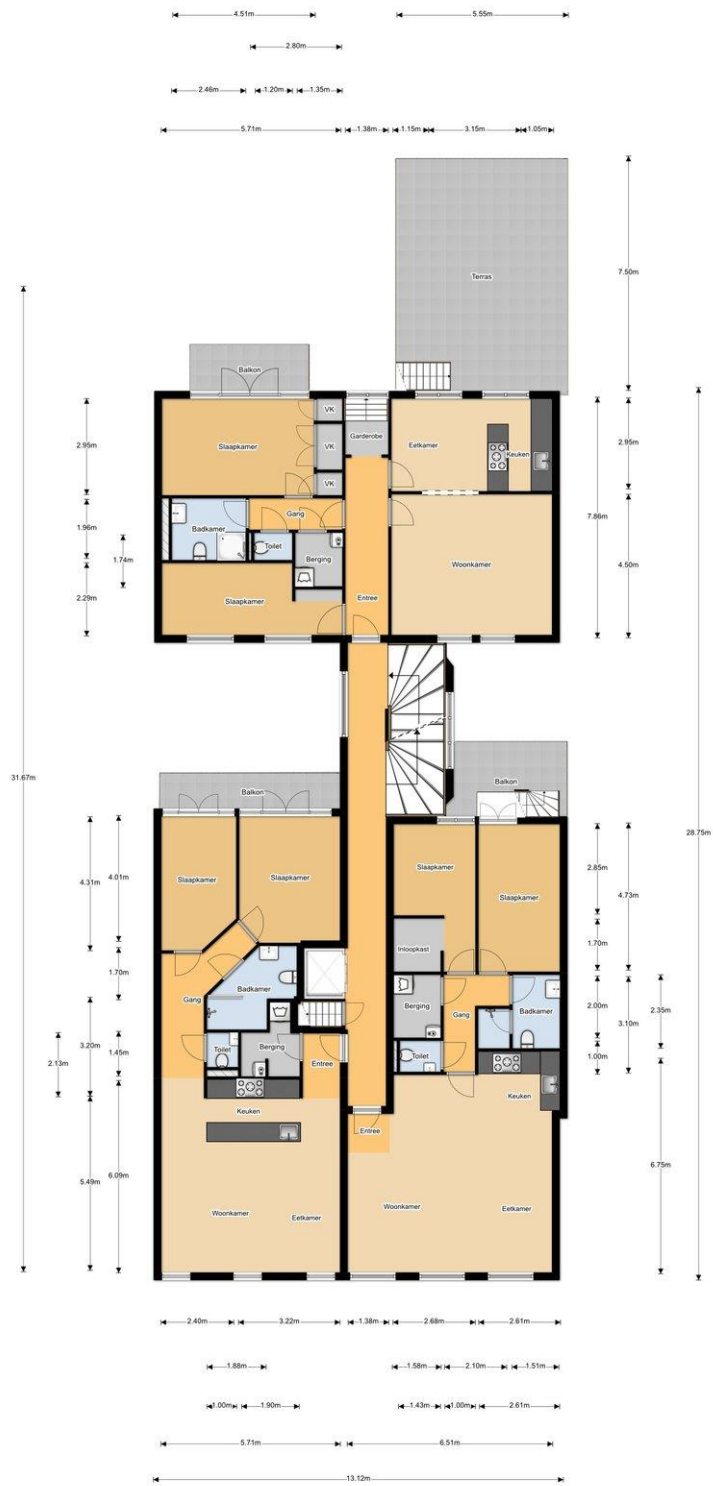 4.51m 5.55m
2.80m
2.46m 1.20m 1.35m
5.71m 1.38m 1.15m 3.15m 1.05m
Terras
7.50m
Balkon
VK
Garderobe
Eetkamer
2.95m
Slaapkamer
VK
Keuken
2.95m
VK
7.86m
Gang
1.96m
Badkamer
Toilet
1.74m
Berging
Woonkamer
4.50m
2.29m
Slaapkamer
Entree
31.67m
28.75m
Balkon
Balkon
Slaapkamer
2.85m
4.31m
4.01m
Slaapkamer
Slaapkamer
Slaapkamer
4.73m
Inloopkast
1.70m
1.70m
Badkamer
Gang
Berging
2.00m
2.35m
Gang
Badkamer
3.10m
3.20m
1.45m
Toilet
Berging
Toilet
1.00m
2.13m
Entree
Keuken
Keuken
Entree
5.49m
6.09m
6.75m
Woonkamer
Eetkamer
Woonkamer
Eetkamer
2.40m 3.22m 1.38m 2.68m 2.61m
1.88m 1.58m 2.10m 1.51m
1.00m 1.90m 1.43m 1.00m 2.61m
5.71m 6.51m
13.12m